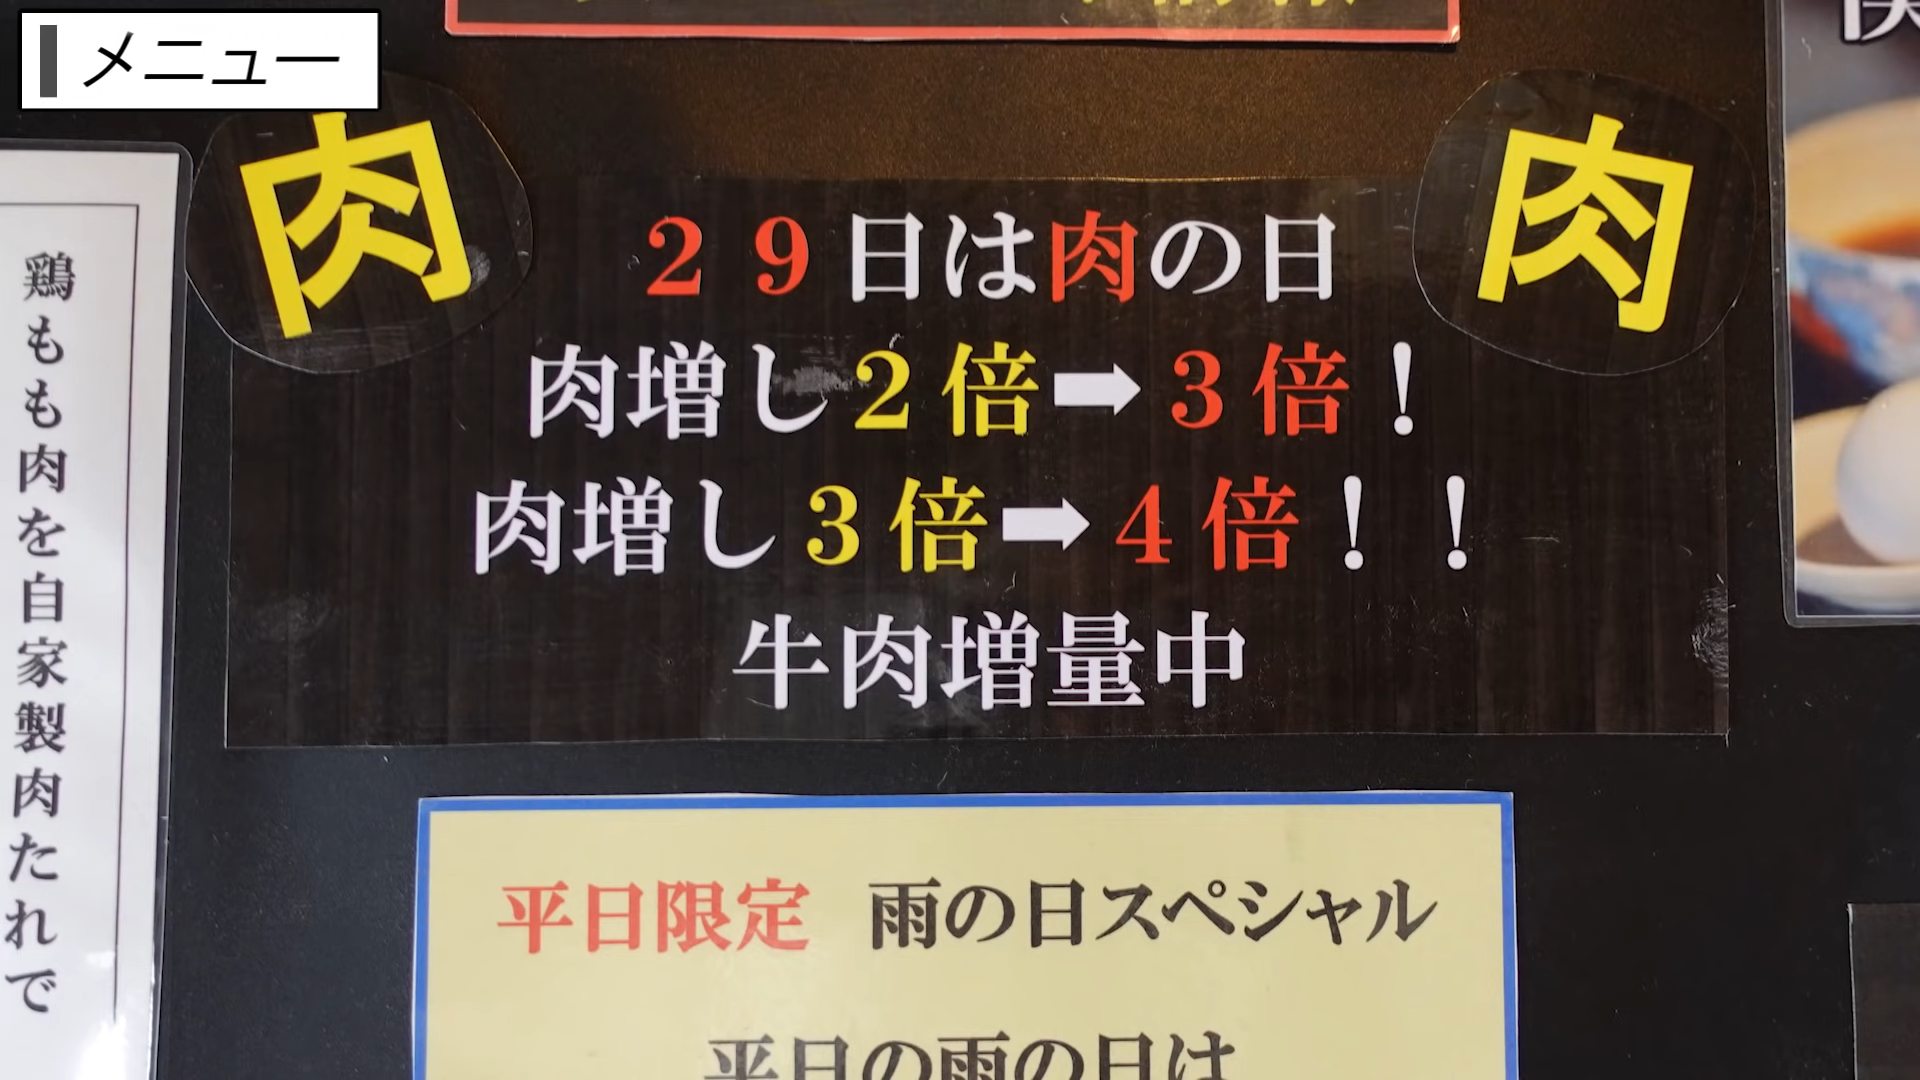 メニュー
肉
肉
29日は肉の日
肉増し2倍➡3倍！
肉増し3倍➡4倍！！
牛肉増量中
鶏もも肉を自家製肉たれで
平日限定 雨の日スペシャル
平日の雨の日は